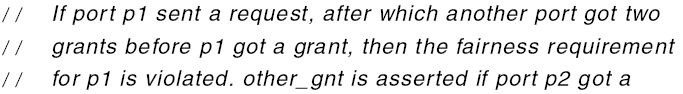 // If port p1 sent a request, after which another port got two
// grants before p1 got a grant, then the fairness requirement
// for p1 is violated. other_gnt is asserted if port p2 got a